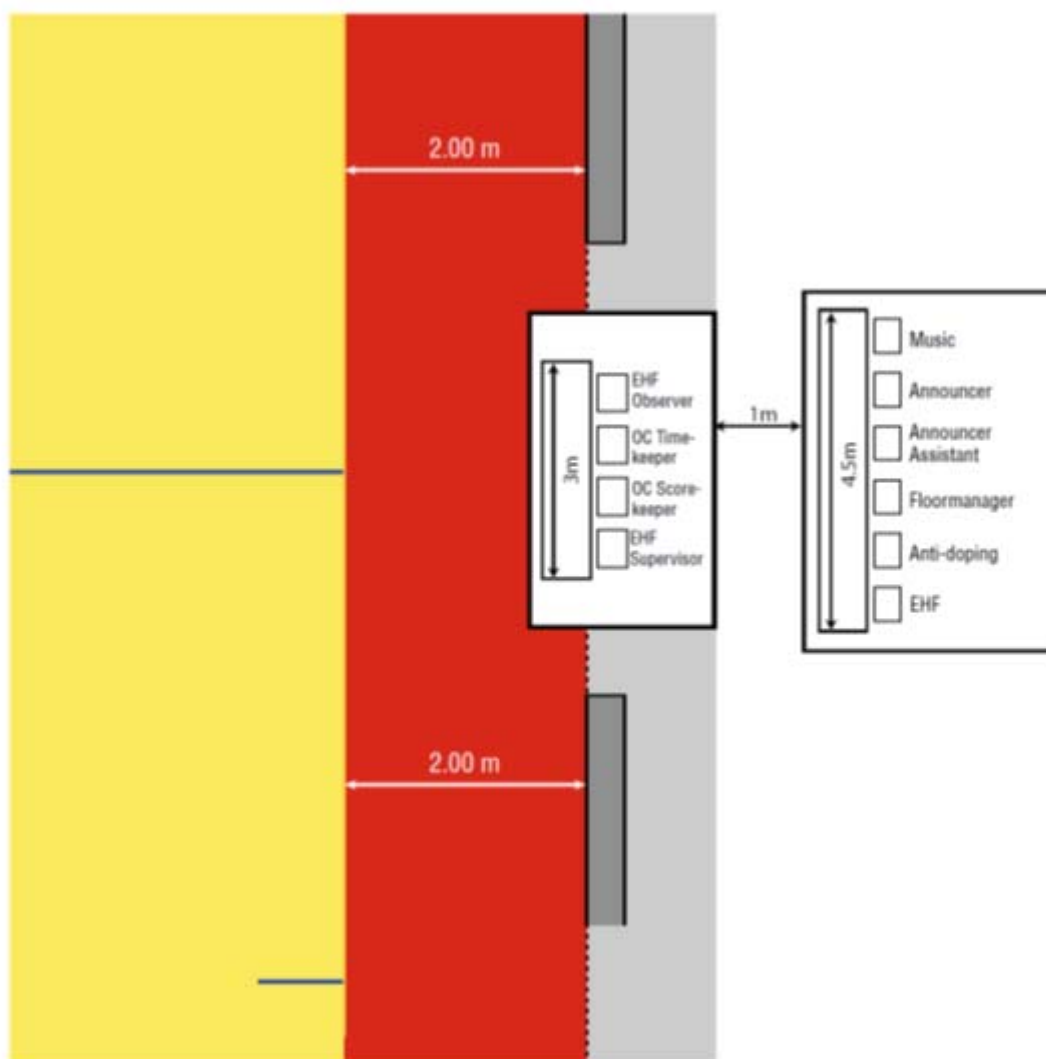 2.00 m
EHF
Observer
OC Time-
keeper
OC Score-
keeper
EHF
Supervisor
3m
1m
4.5m
Music
Announcer
Announcer
Assistant
Floormanager
Anti-doping
EHF
2.00 m